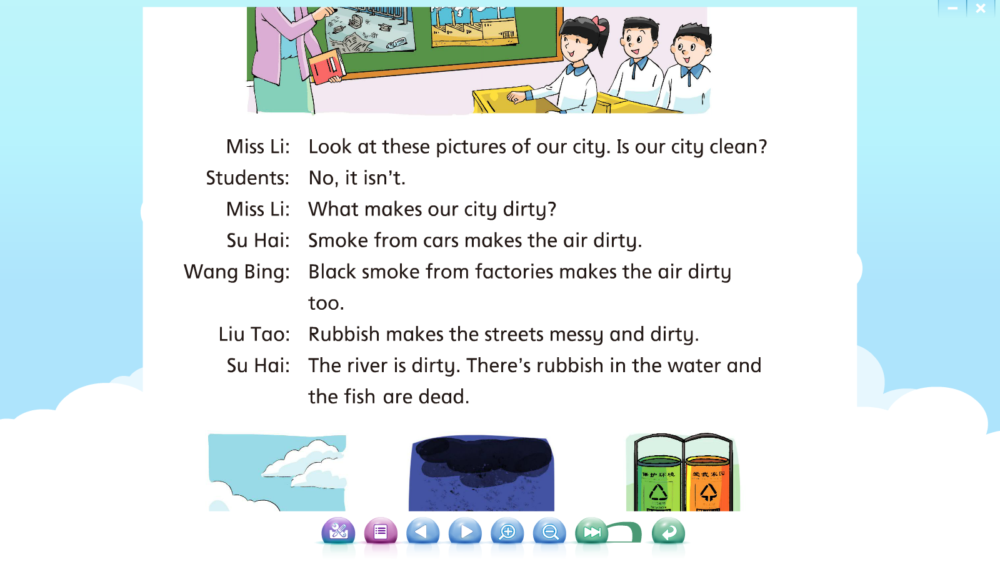 Miss Li: Look at these pictures of our city. Is our city clean?
Students: No, it isn't.
Miss Li: What makes our city dirty?
Su Hai: Smoke from cars makes the air dirty.
Wang Bing: Black smoke from factories makes the air dirty
too.
Liu Tao: Rubbish makes the streets messy and dirty.
Su Hai: The river is dirty. There's rubbish in the water and
the fish are dead.
保护环境 爱我家园